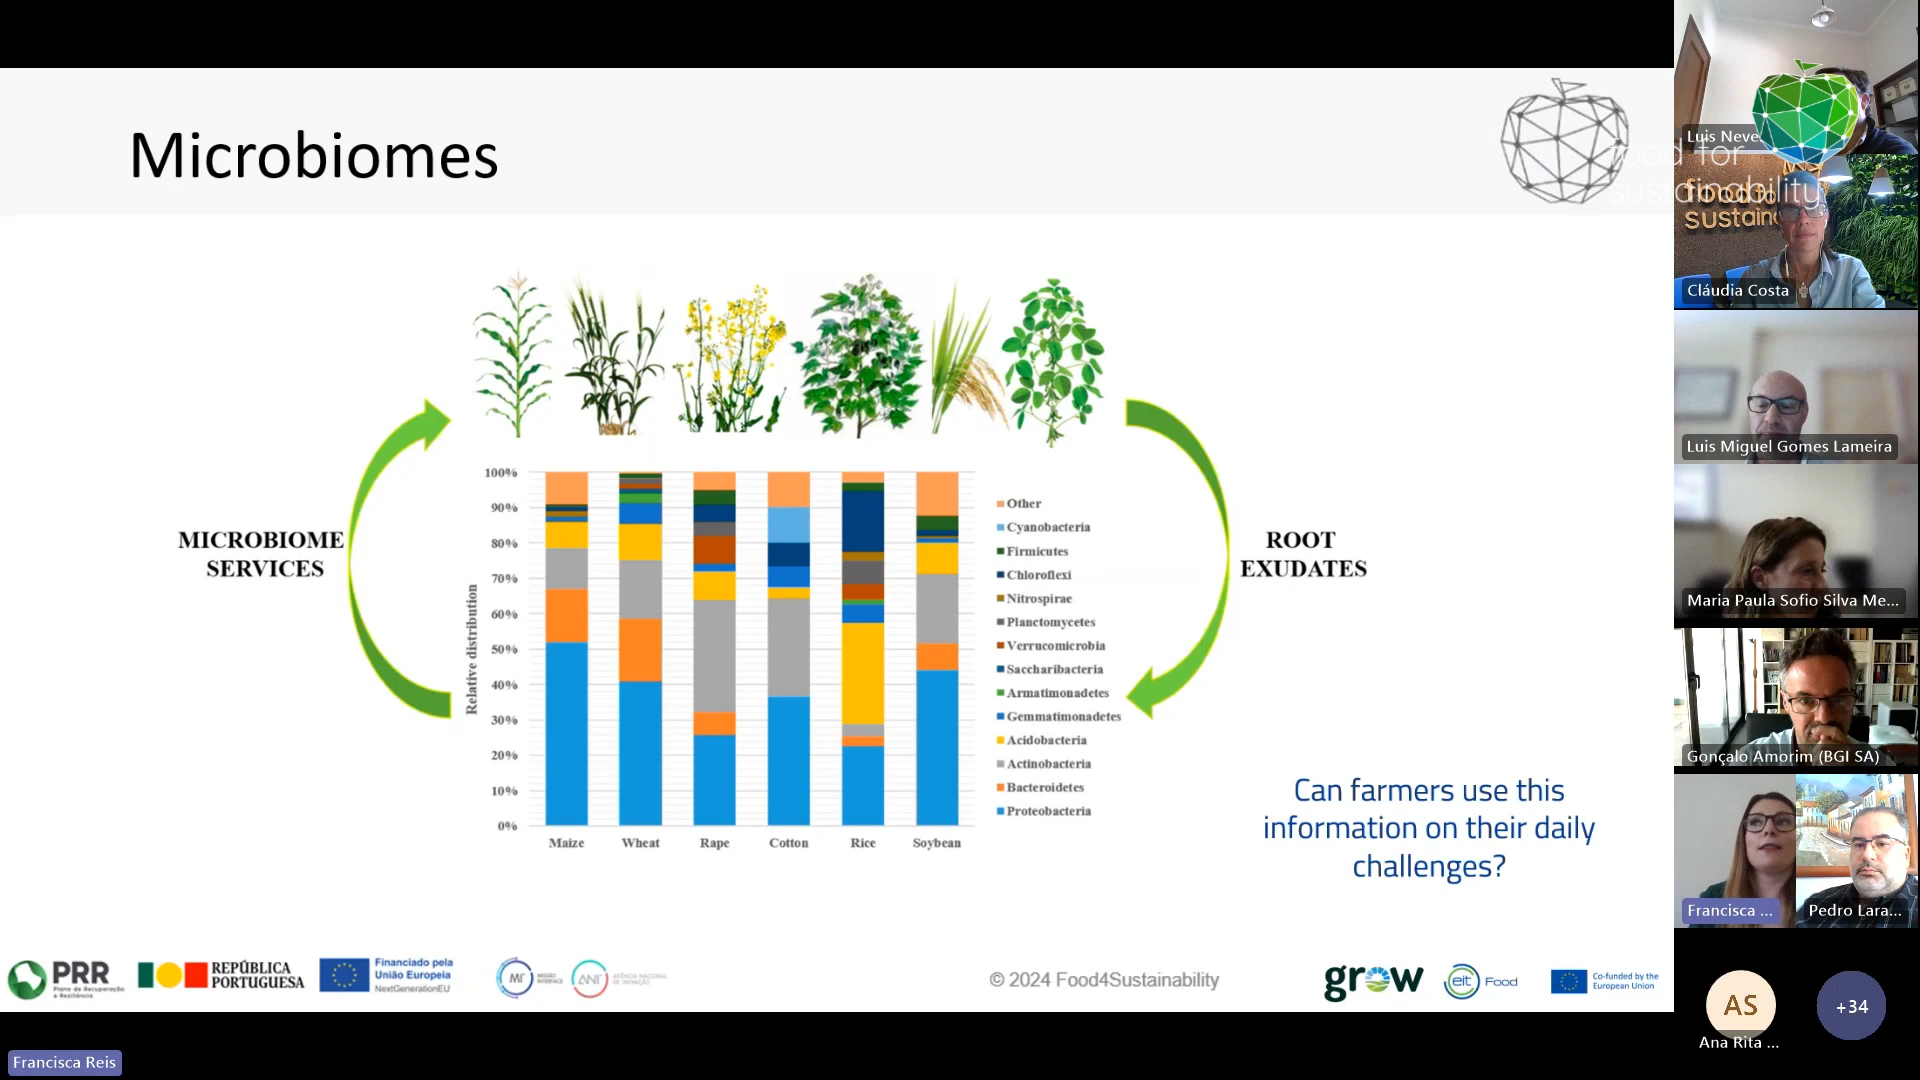 Microbiomes
food for
sustainability
MICROBIOME
SERVICES
ROOT
EXUDATES
Relative distribution
100%
90%
80%
70%
60%
50%
40%
30%
20%
10%
0%
Maize Wheat Rape Cotton Rice Soybean
Other
Cyanobacteria
Firmicutes
Chloroflexi
Nitrospirae
Planctomycetes
Verrucomicrobia
Saccharibacteria
Armatimonadetes
Gemmatimonadetes
Acidobacteria
Actinobacteria
Bacteroidetes
Proteobacteria
Can farmers use this
information on their daily
challenges?
PRR
Plano de Recuperação
e Resiliência
REPÚBLICA
PORTUGUESA
Financiado pela
União Europeia
NextGenerationEU
MI
MISSÃO
INTERFACE
ANI
AGÊNCIA NACIONAL
DE INOVAÇÃO
© 2024 Food4Sustainability
grow
eit Food
Co-funded by the
European Union
Francisca Reis
Luis Neve
Cláudia Costa
Luis Miguel Gomes Lameira
Maria Paula Sofio Silva Me...
Gonçalo Amorim (BGI SA)
Francisca ...
Pedro Lara...
AS
Ana Rita ...
+34